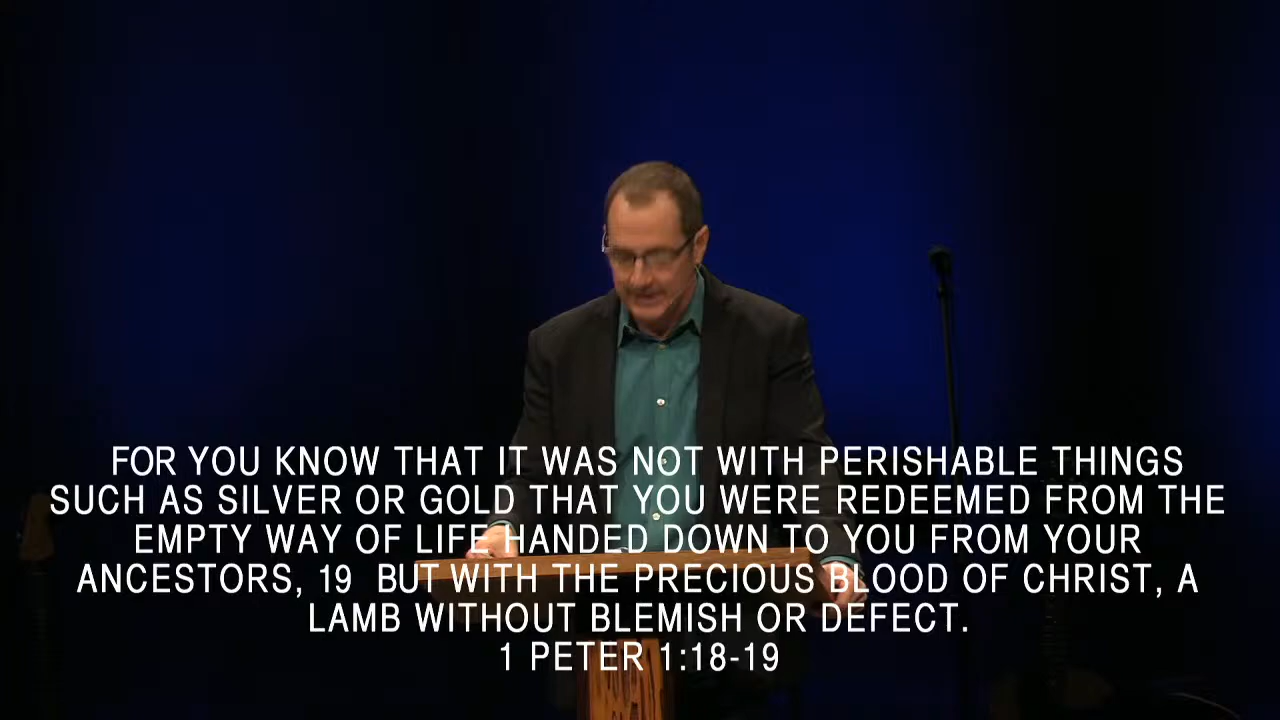 FOR YOU KNOW THAT IT WAS NOT WITH PERISHABLE THINGS
SUCH AS SILVER OR GOLD THAT YOU WERE REDEEMED FROM THE
EMPTY WAY OF LIFE HANDED DOWN TO YOU FROM YOUR
ANCESTORS, 19 BUT WITH THE PRECIOUS BLOOD OF CHRIST, A
LAMB WITHOUT BLEMISH OR DEFECT.
1 PETER 1:18-19